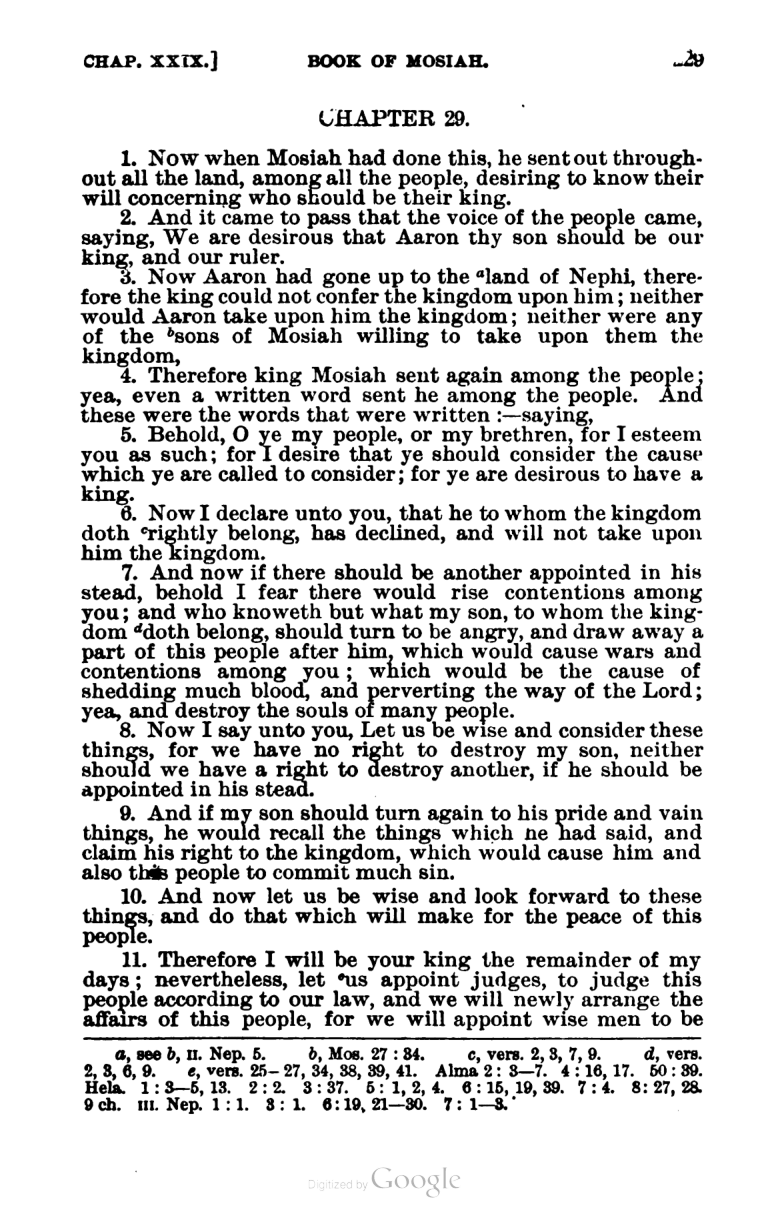 CHAP. XXIX.] BOOK OF MOSIAH. 29
CHAPTER 29.
1. Now when Mosiah had done this, he sent out through-
out all the land, among all the people, desiring to know their
will concerning who should be their king.
2. And it came to pass that the voice of the people came,
saying, We are desirous that Aaron thy son should be our
king, and our ruler.
3. Now Aaron had gone up to the ᵃland of Nephi, there-
fore the king could not confer the kingdom upon him; neither
would Aaron take upon him the kingdom; neither were any
of the ᵇsons of Mosiah willing to take upon them the
kingdom,
4. Therefore king Mosiah sent again among the people;
yea, even a written word sent he among the people. And
these were the words that were written :—saying,
5. Behold, O ye my people, or my brethren, for I esteem
you as such; for I desire that ye should consider the cause
which ye are called to consider; for ye are desirous to have a
king.
6. Now I declare unto you, that he to whom the kingdom
doth ᶜrightly belong, has declined, and will not take upon
him the kingdom.
7. And now if there should be another appointed in his
stead, behold I fear there would rise contentions among
you; and who knoweth but what my son, to whom the king-
dom ᵈdoth belong, should turn to be angry, and draw away a
part of this people after him, which would cause wars and
contentions among you; which would be the cause of
shedding much blood, and perverting the way of the Lord;
yea, and destroy the souls of many people.
8. Now I say unto you, Let us be wise and consider these
things, for we have no right to destroy my son, neither
should we have a right to destroy another, if he should be
appointed in his stead.
9. And if my son should turn again to his pride and vain
things, he would recall the things which he had said, and
claim his right to the kingdom, which would cause him and
also this people to commit much sin.
10. And now let us be wise and look forward to these
things, and do that which will make for the peace of this
people.
11. Therefore I will be your king the remainder of my
days; nevertheless, let ᵉus appoint judges, to judge this
people according to our law, and we will newly arrange the
affairs of this people, for we will appoint wise men to be
a, see b, II. Nep. 5. b, Mos. 27 : 34. c, vers. 2, 3, 7, 9. d, vers.
2, 3, 6, 9. e, vers. 25–27, 34, 38, 39, 41. Alma 2 : 3—7. 4 : 16, 17. 50 : 39.
Hela. 1 : 3—5, 13. 2 : 2. 3 : 37. 5 : 1, 2, 4. 6 : 15, 19, 39. 7 : 4. 8 : 27, 28.
9 ch. III. Nep. 1 : 1. 3 : 1. 6 : 19, 21—30. 7 : 1—3.
Digitized by Google